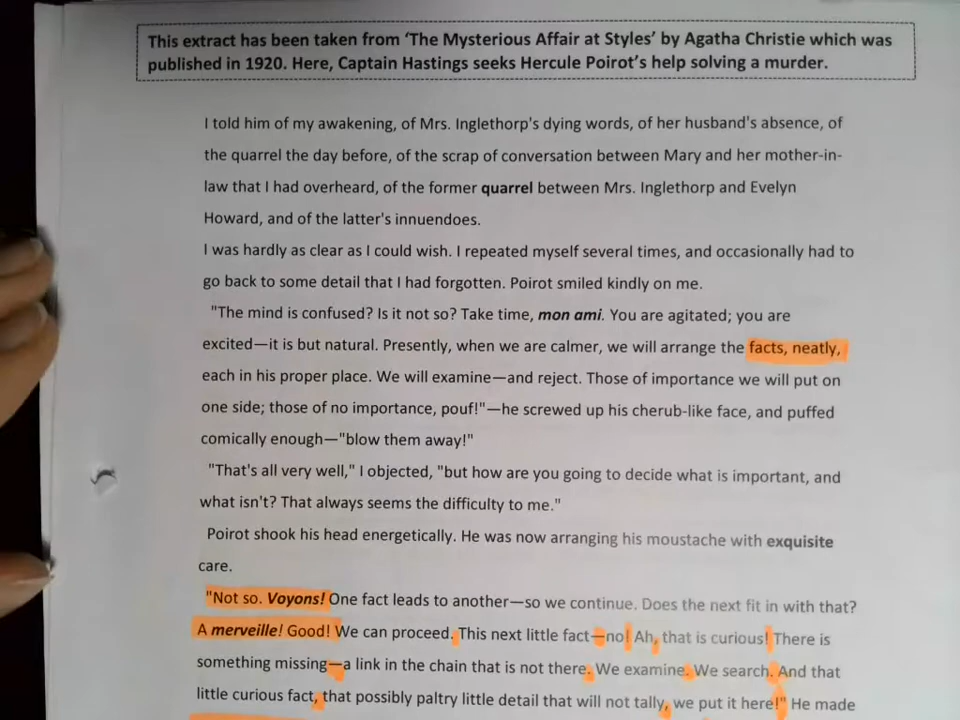 This extract has been taken from ‘The Mysterious Affair at Styles’ by Agatha Christie which was
published in 1920. Here, Captain Hastings seeks Hercule Poirot’s help solving a murder.
I told him of my awakening, of Mrs. Inglethorp's dying words, of her husband's absence, of
the quarrel the day before, of the scrap of conversation between Mary and her mother-in-
law that I had overheard, of the former quarrel between Mrs. Inglethorp and Evelyn
Howard, and of the latter's innuendoes.
I was hardly as clear as I could wish. I repeated myself several times, and occasionally had to
go back to some detail that I had forgotten. Poirot smiled kindly on me.
"The mind is confused? Is it not so? Take time, mon ami. You are agitated; you are
excited—it is but natural. Presently, when we are calmer, we will arrange the facts, neatly,
each in his proper place. We will examine—and reject. Those of importance we will put on
one side; those of no importance, pouf!"—he screwed up his cherub-like face, and puffed
comically enough—"blow them away!"
"That's all very well," I objected, "but how are you going to decide what is important, and
what isn't? That always seems the difficulty to me."
Poirot shook his head energetically. He was now arranging his moustache with exquisite
care.
"Not so. Voyons! One fact leads to another—so we continue. Does the next fit in with that?
A merveille! Good! We can proceed. This next little fact—no! Ah, that is curious! There is
something missing—a link in the chain that is not there. We examine. We search. And that
little curious fact, that possibly paltry little detail that will not tally, we put it here!" He made